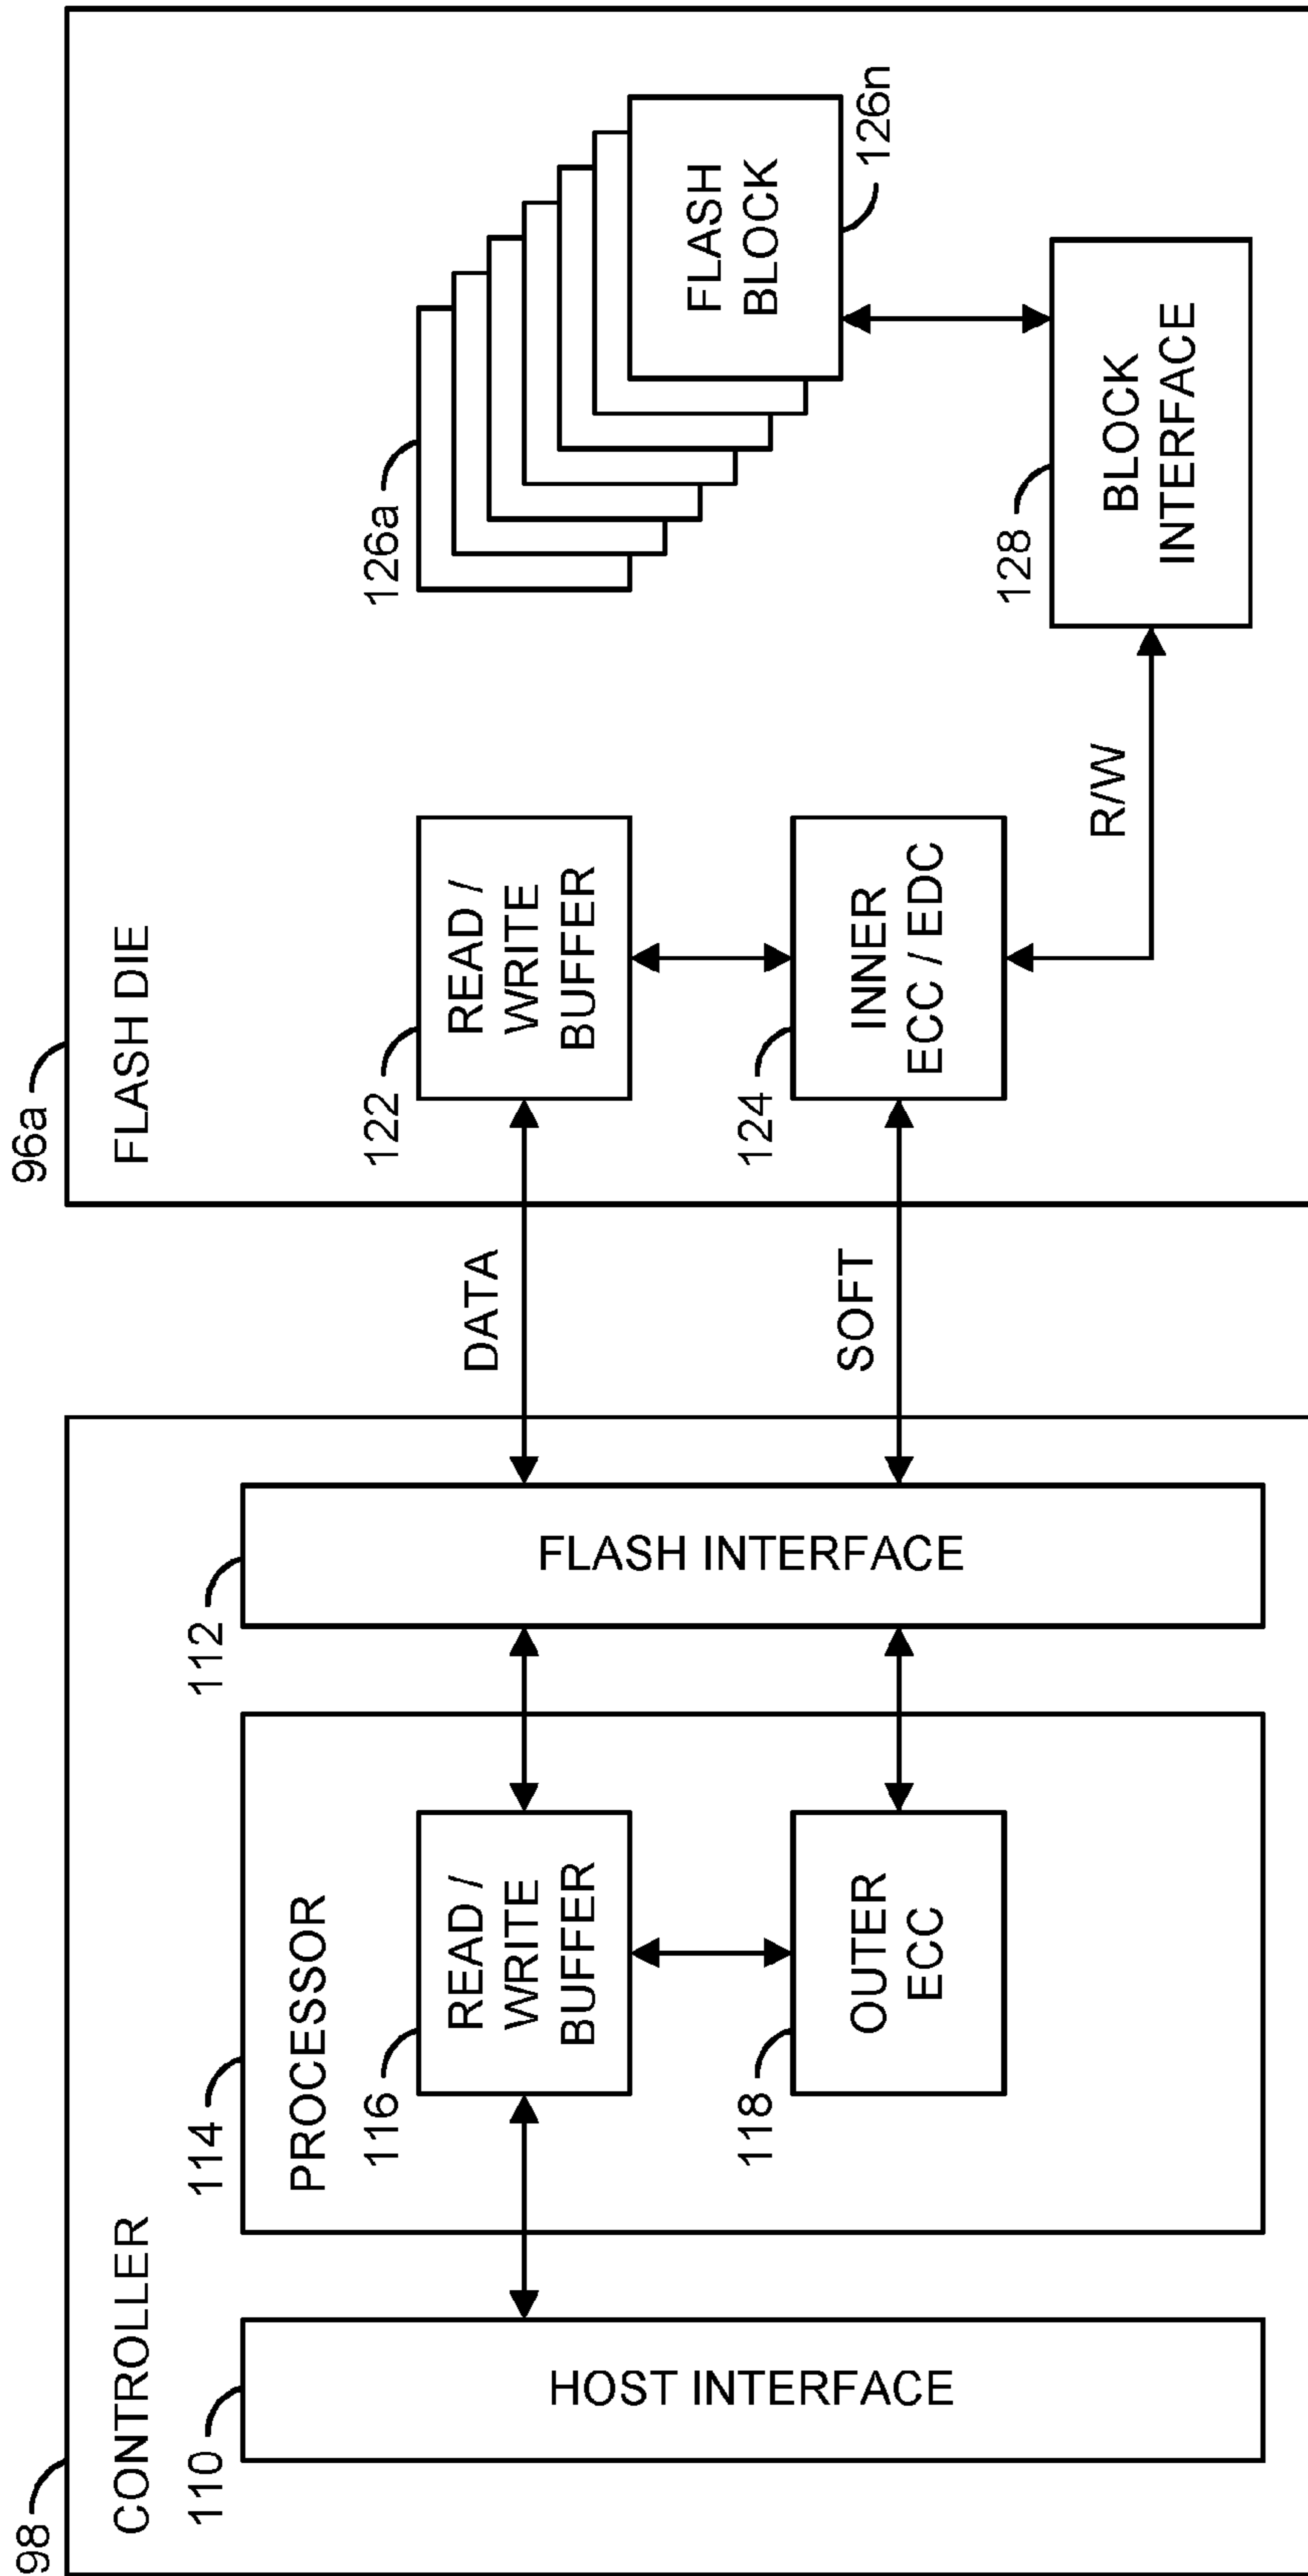 98
CONTROLLER
110
HOST INTERFACE
114
PROCESSOR
116
READ /
WRITE
BUFFER
118
OUTER
ECC
112
FLASH INTERFACE
DATA
SOFT
96a
FLASH DIE
122
READ /
WRITE
BUFFER
124
INNER
ECC / EDC
R/W
126a
FLASH
BLOCK
126n
128
BLOCK
INTERFACE